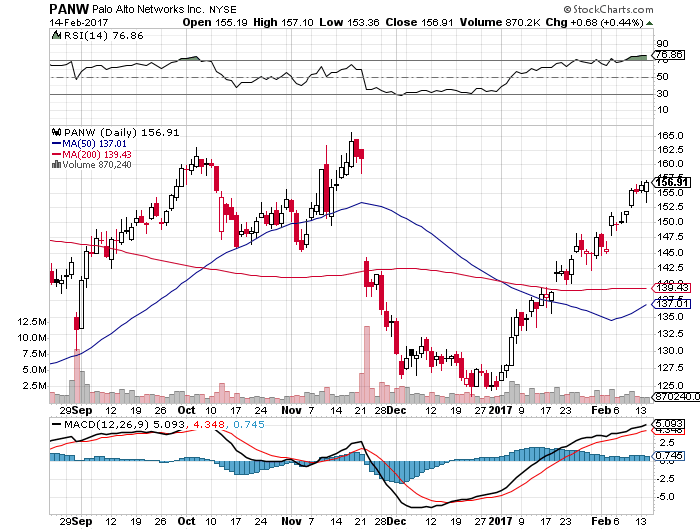 PANW Palo Alto Networks Inc. NYSE © StockCharts.com
14-Feb-2017 Open 155.19 High 157.10 Low 153.36 Close 156.91 Volume 870.2K Chg +0.68 (+0.44%)
RSI(14) 76.86
90
76.86
70
50
30
10
PANW (Daily) 156.91
MA(50) 137.01
MA(200) 139.43
Volume 870,240
165.0
162.5
160.0
156.91
155.0
152.5
150.0
147.5
145.0
142.5
139.43
137.5
137.01
135.0
132.5
130.0
127.5
125.0
870240.0
12.5M
10.0M
7.5M
5.0M
2.5M
29 Sep 12 19 26 Oct 10 17 24 Nov 7 14 21 28 Dec 12 19 27 2017 9 17 23 Feb 6 13
MACD(12,26,9) 5.093, 4.348, 0.745
5.093
4.348
2.5
0.745
0.0
-2.5
-5.0
29 Sep 12 19 26 Oct 10 17 24 Nov 7 14 21 28 Dec 12 19 27 2017 9 17 23 Feb 6 13